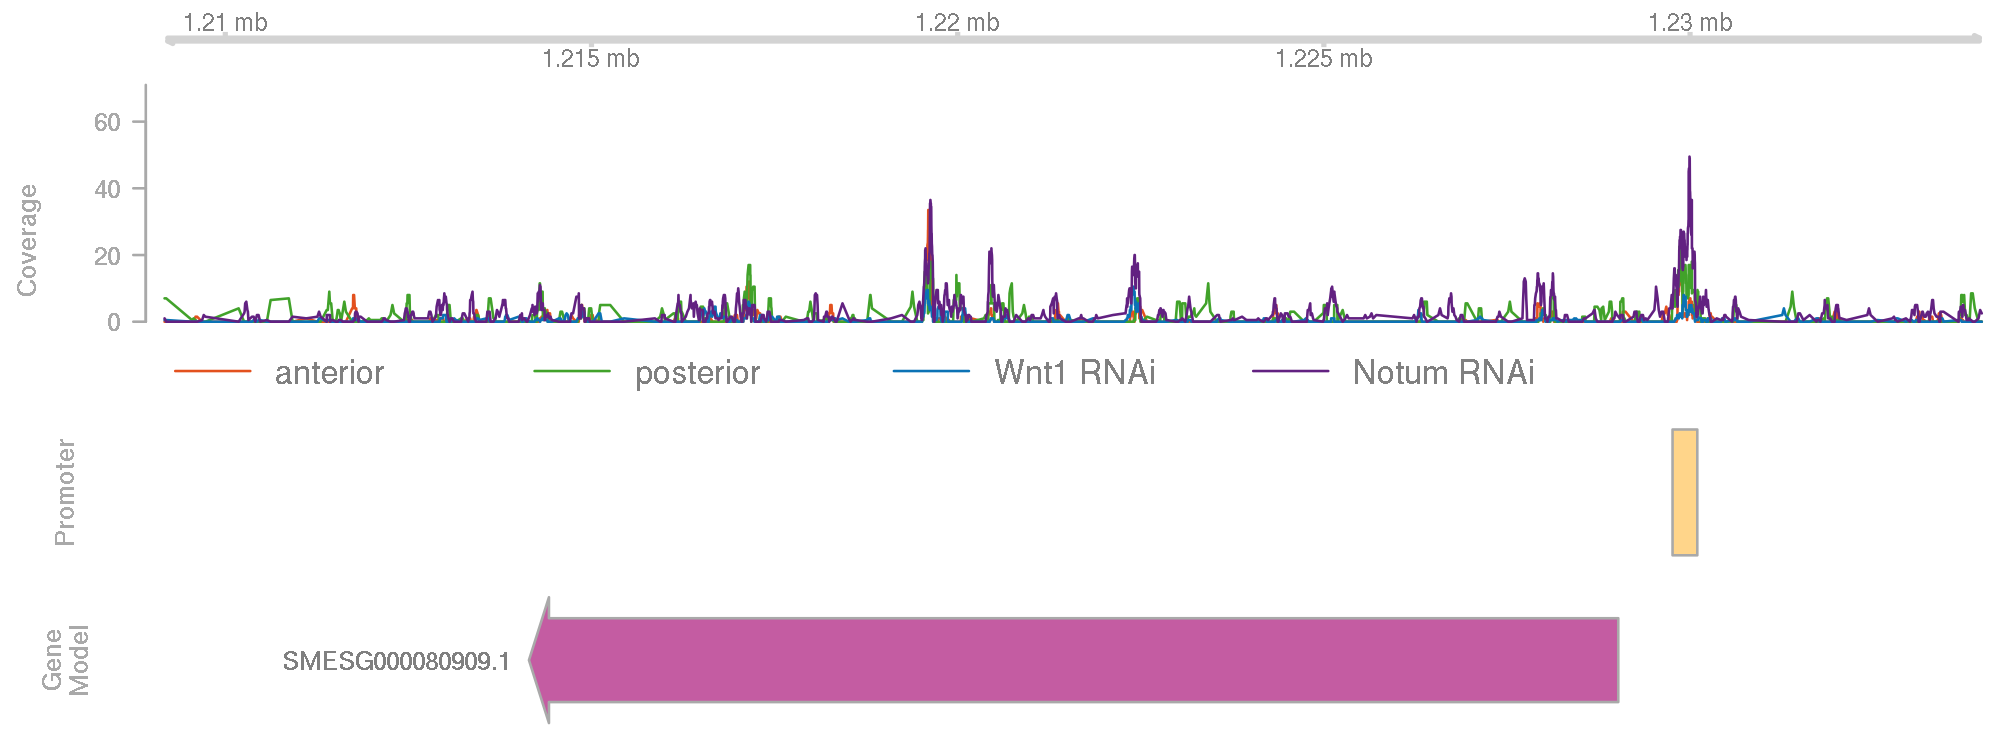 1.21 mb 1.22 mb 1.23 mb
1.215 mb 1.225 mb
Coverage
60
40
20
0
anterior posterior Wnt1 RNAi Notum RNAi
Promoter
Gene
Model
SMESG000080909.1